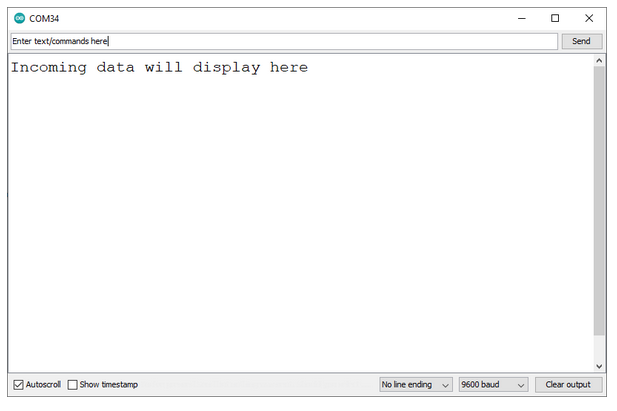 COM34
Enter text/commands here
Send
Incoming data will display here
Autoscroll
Show timestamp
No line ending
9600 baud
Clear output